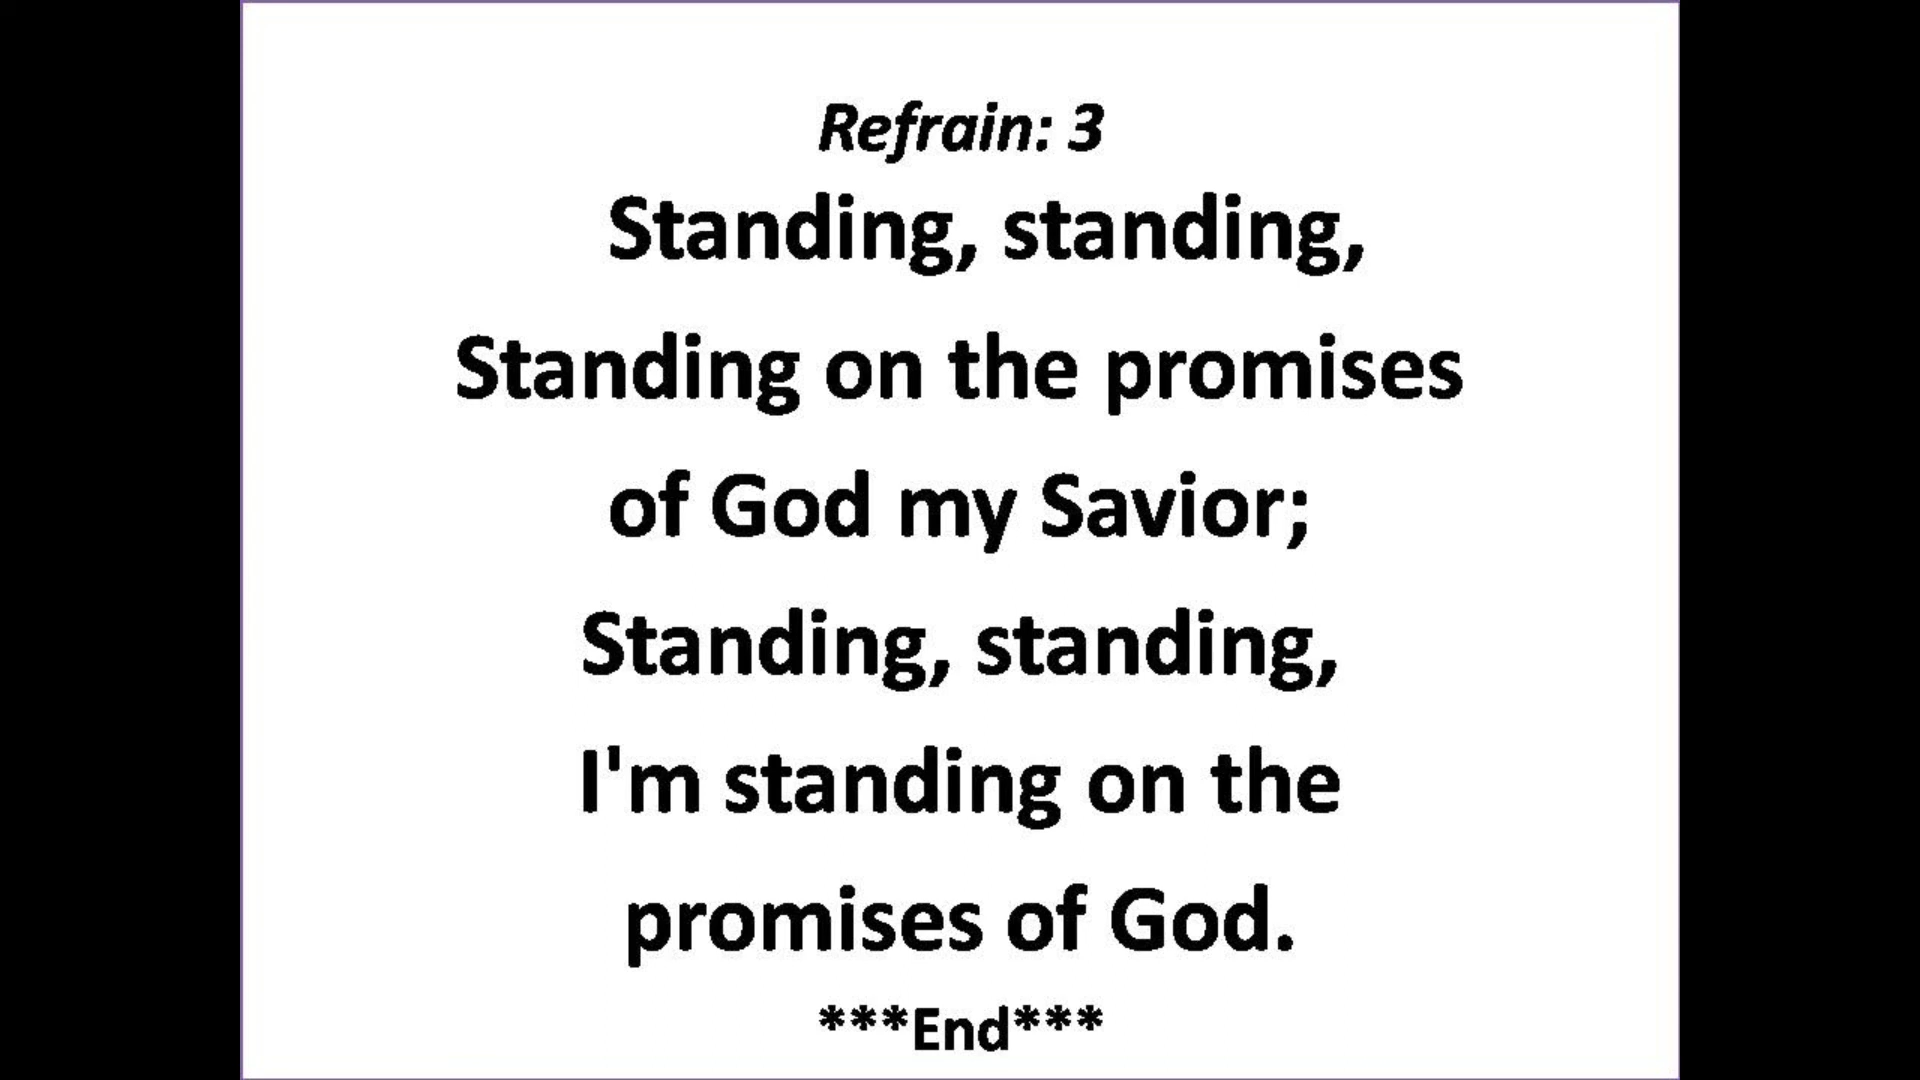 Refrain: 3
Standing, standing,
Standing on the promises
of God my Savior;
Standing, standing,
I'm standing on the
promises of God.
***End***